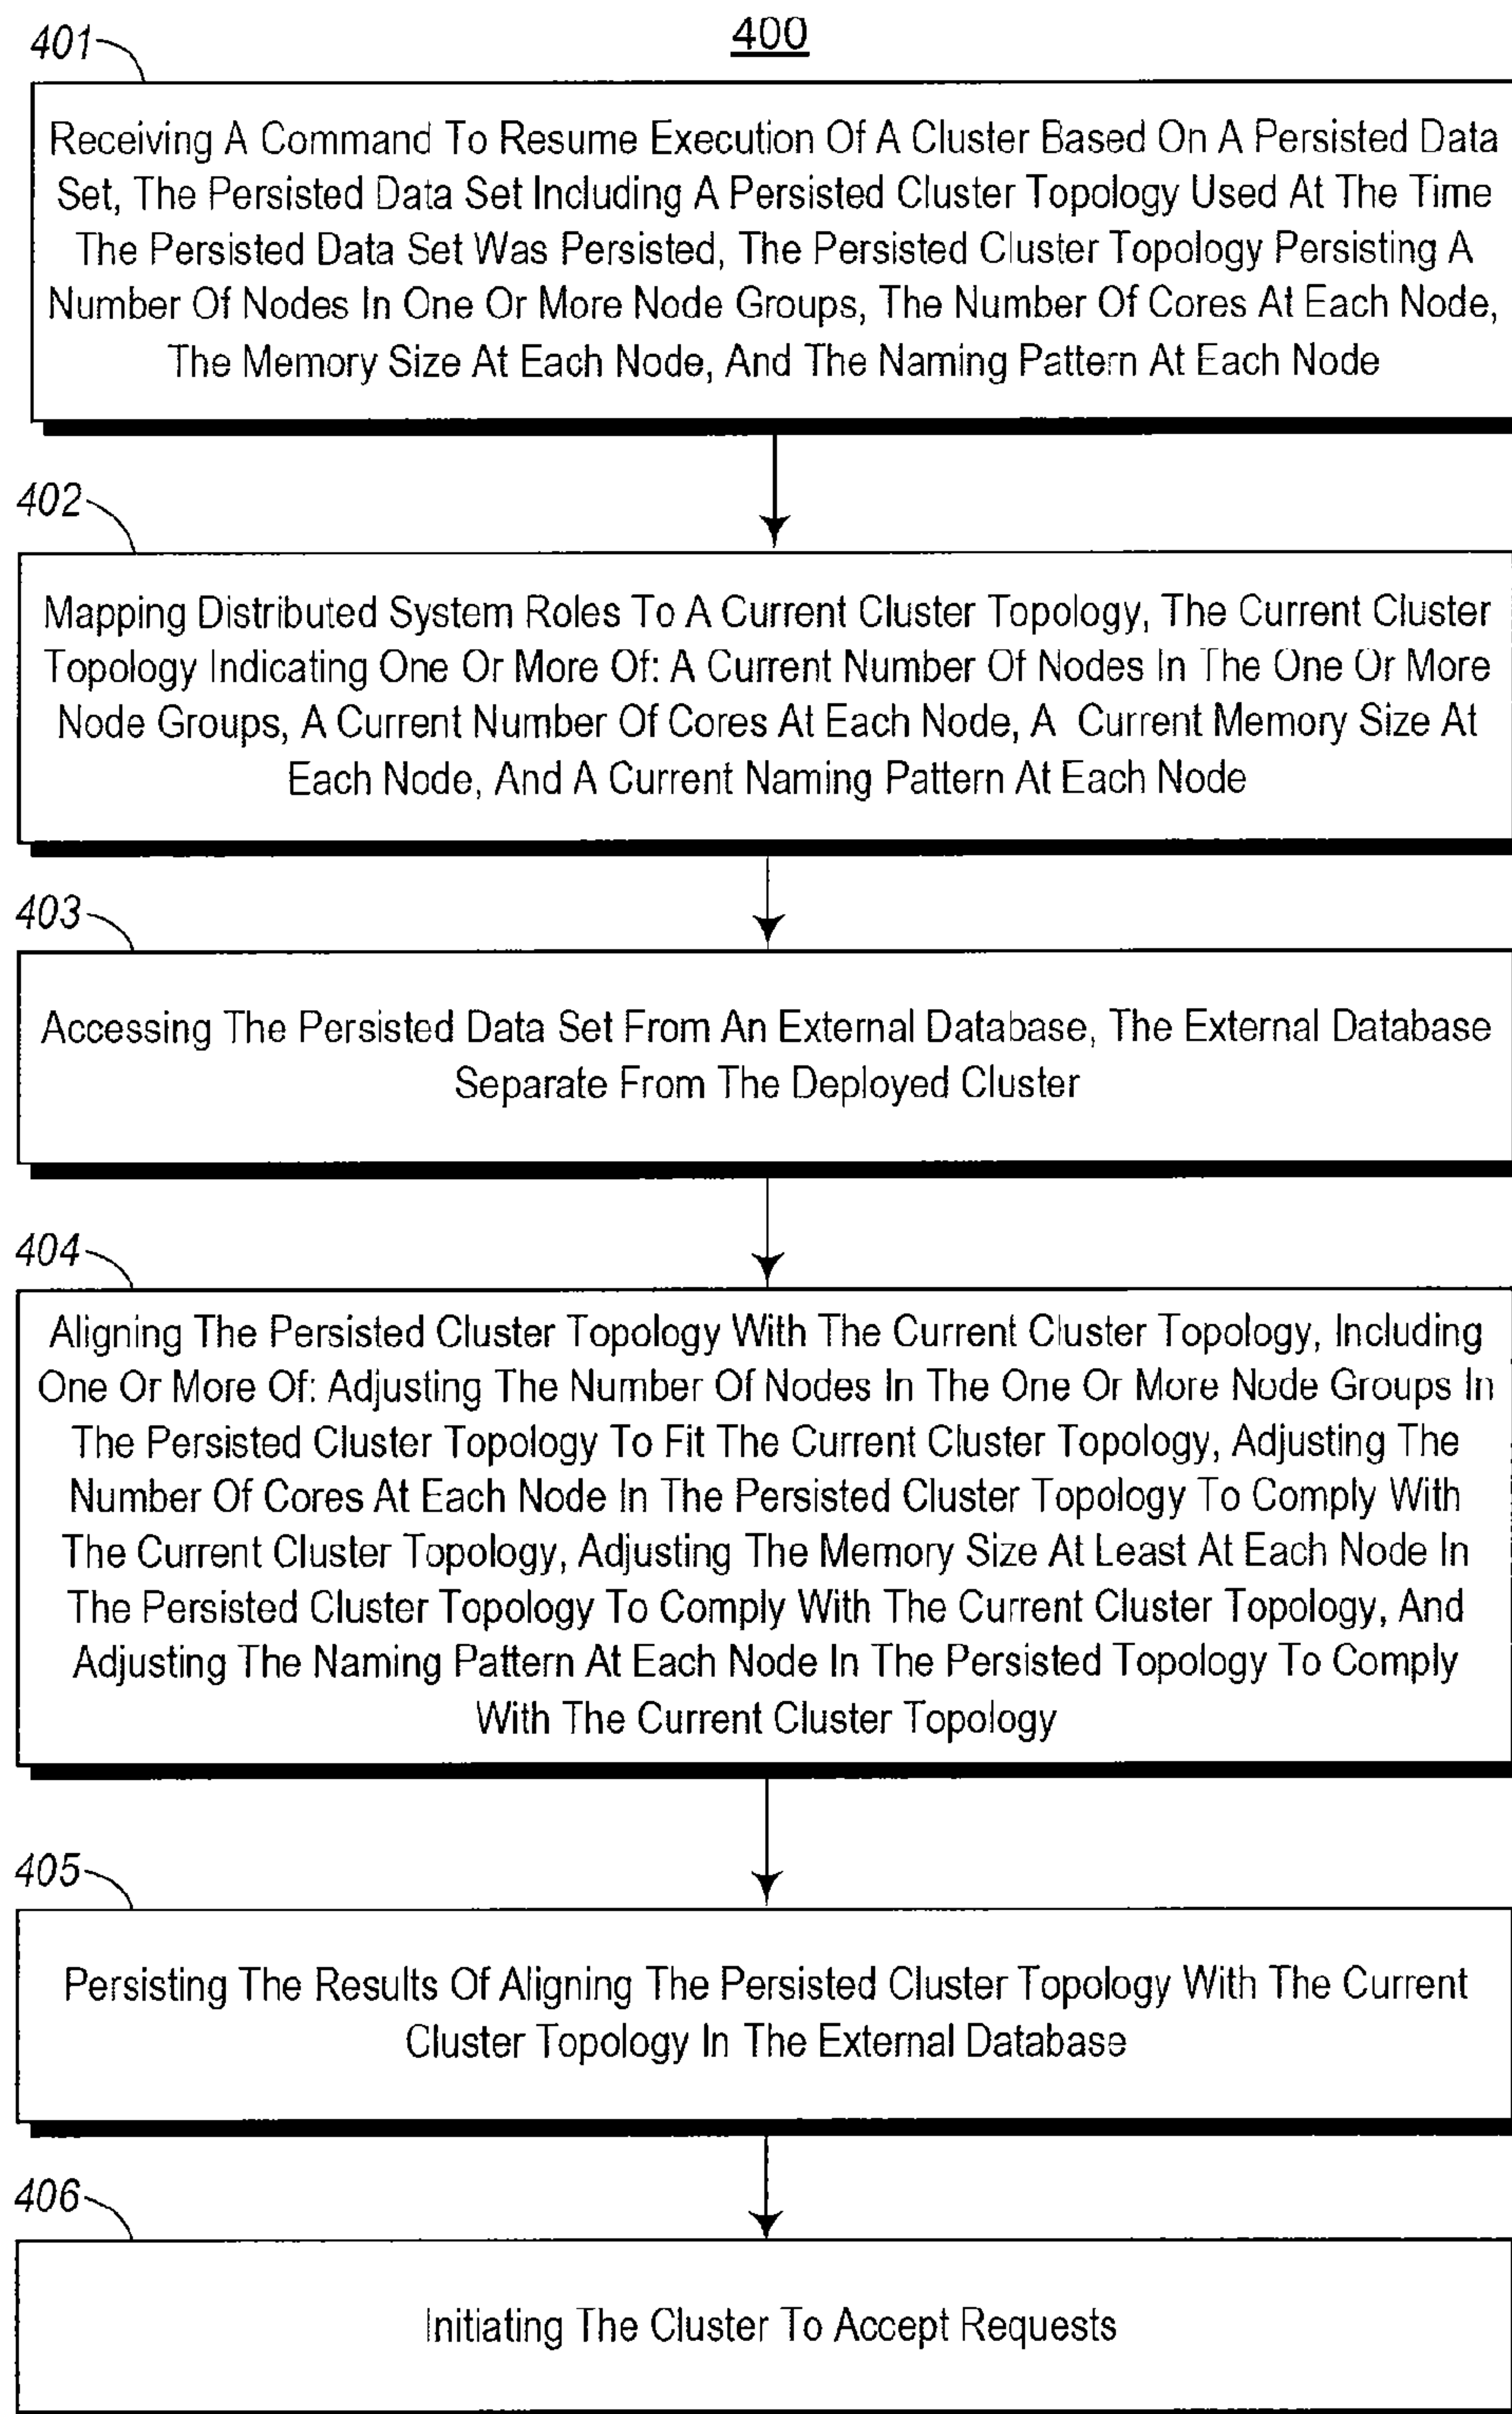 400
401
Receiving A Command To Resume Execution Of A Cluster Based On A Persisted Data
Set, The Persisted Data Set Including A Persisted Cluster Topology Used At The Time
The Persisted Data Set Was Persisted, The Persisted Cluster Topology Persisting A
Number Of Nodes In One Or More Node Groups, The Number Of Cores At Each Node,
The Memory Size At Each Node, And The Naming Pattern At Each Node
402
Mapping Distributed System Roles To A Current Cluster Topology, The Current Cluster
Topology Indicating One Or More Of: A Current Number Of Nodes In The One Or More
Node Groups, A Current Number Of Cores At Each Node, A Current Memory Size At
Each Node, And A Current Naming Pattern At Each Node
403
Accessing The Persisted Data Set From An External Database, The External Database
Separate From The Deployed Cluster
404
Aligning The Persisted Cluster Topology With The Current Cluster Topology, Including
One Or More Of: Adjusting The Number Of Nodes In The One Or More Node Groups In
The Persisted Cluster Topology To Fit The Current Cluster Topology, Adjusting The
Number Of Cores At Each Node In The Persisted Cluster Topology To Comply With
The Current Cluster Topology, Adjusting The Memory Size At Least At Each Node In
The Persisted Cluster Topology To Comply With The Current Cluster Topology, And
Adjusting The Naming Pattern At Each Node In The Persisted Topology To Comply
With The Current Cluster Topology
405
Persisting The Results Of Aligning The Persisted Cluster Topology With The Current
Cluster Topology In The External Database
406
Initiating The Cluster To Accept Requests